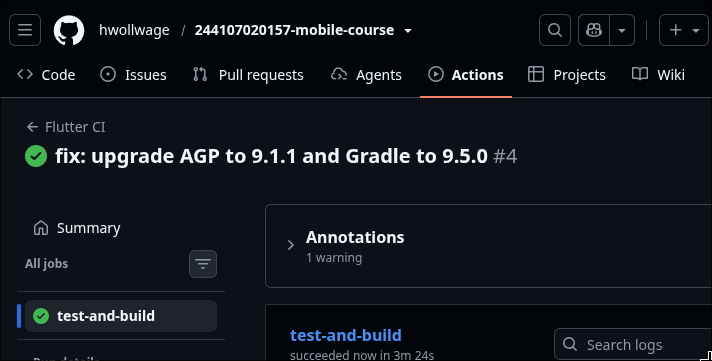 hwollwage / 244107020157-mobile-course
Code Issues Pull requests Agents Actions Projects Wiki
Flutter CI
fix: upgrade AGP to 9.1.1 and Gradle to 9.5.0 #4
Summary
All jobs
test-and-build
Run details
Annotations
1 warning
test-and-build
succeeded now in 3m 24s
Search logs